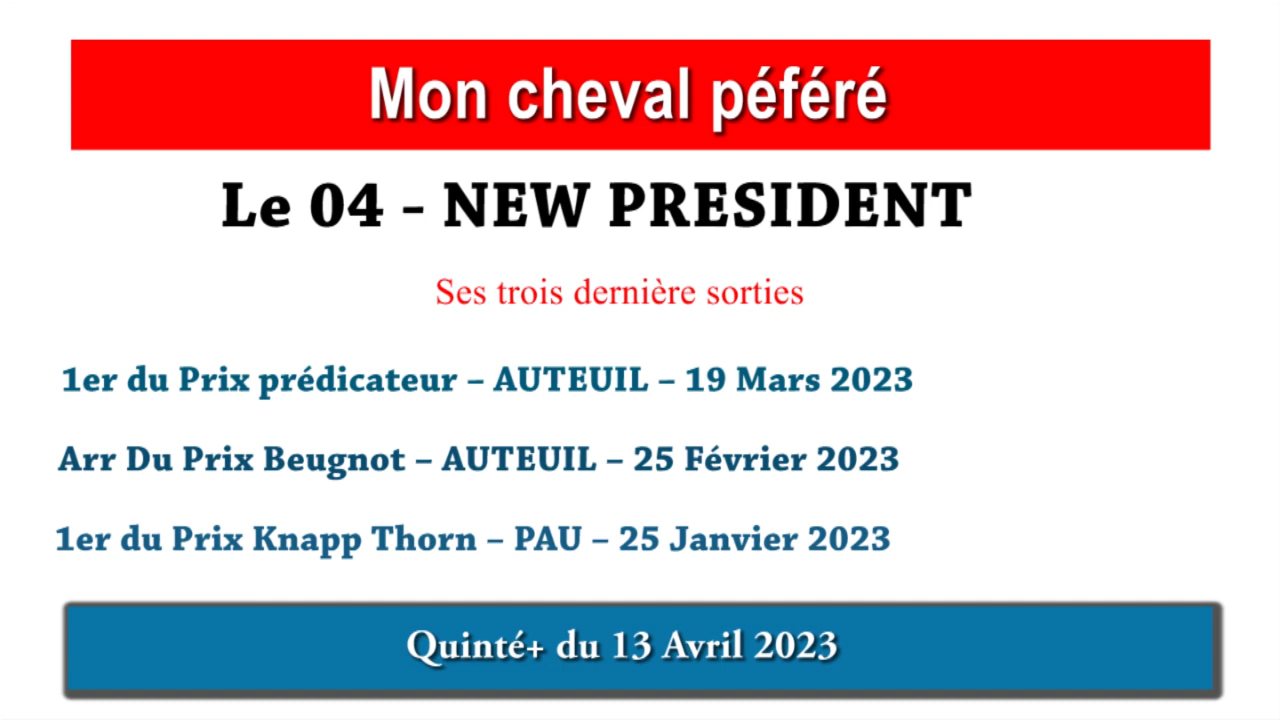 Mon cheval péféré
Le 04 - NEW PRESIDENT
Ses trois dernière sorties
1er du Prix prédicateur – AUTEUIL – 19 Mars 2023
Arr Du Prix Beugnot – AUTEUIL – 25 Février 2023
1er du Prix Knapp Thorn – PAU – 25 Janvier 2023
Quinté+ du 13 Avril 2023